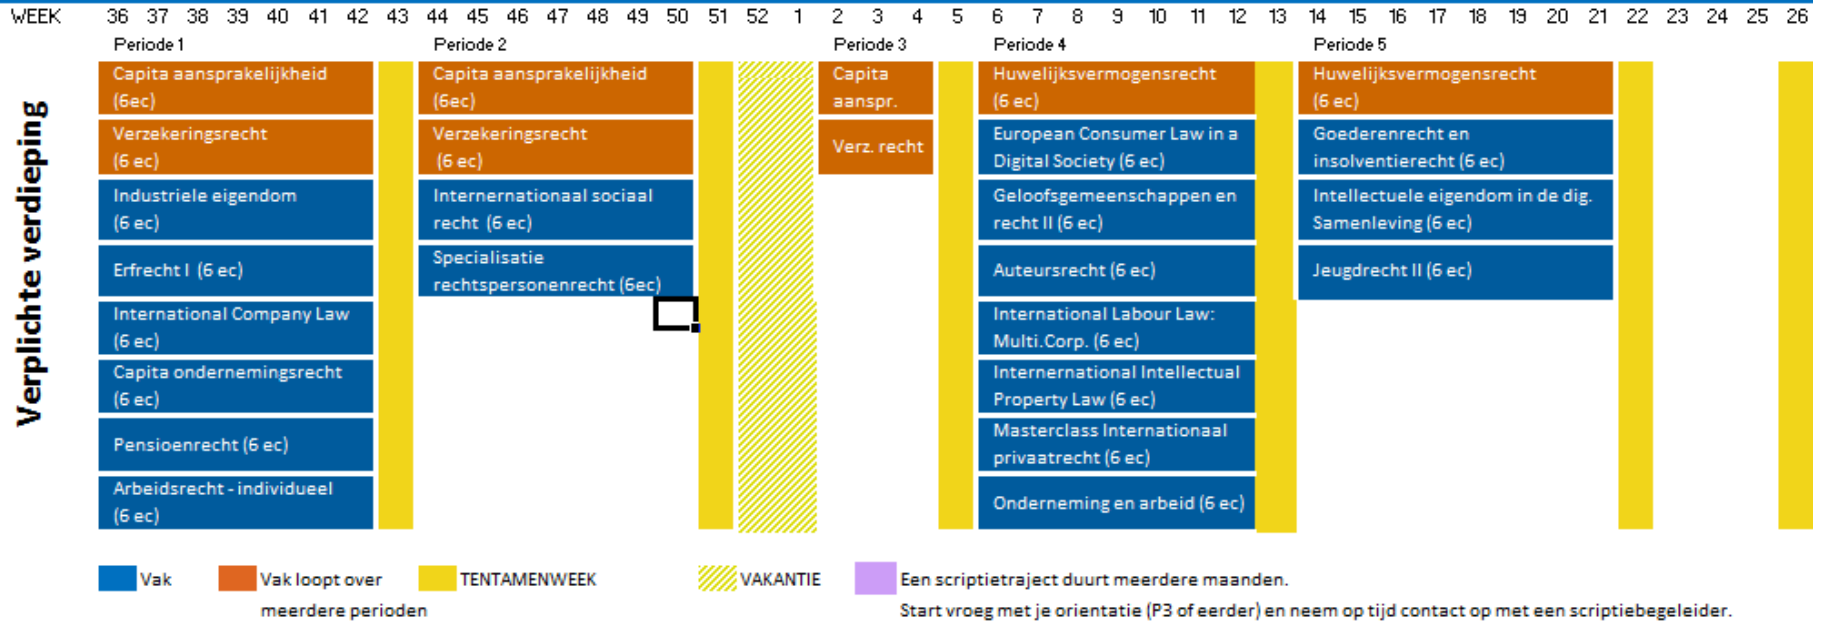 WEEK 36 37 38 39 40 41 42 43 44 45 46 47 48 49 50 51 52 1 2 3 4 5 6 7 8 9 10 11 12 13 14 15 16 17 18 19 20 21 22 23 24 25 26
Periode 1 Periode 2 Periode 3 Periode 4 Periode 5
Verplichte verdieping
Capita aansprakelijkheid
(6ec)
Verzekeringsrecht
(6 ec)
Industriele eigendom
(6 ec)
Erfrecht I (6 ec)
International Company Law
(6 ec)
Capita ondernemingsrecht
(6 ec)
Pensioenrecht (6 ec)
Arbeidsrecht - individueel
(6 ec)
Capita aansprakelijkheid
(6ec)
Verzekeringsrecht
(6 ec)
Internernationaal sociaal
recht (6 ec)
Specialisatie
rechtspersonenrecht (6ec)
Capita
aanspr.
Verz. recht
Huwelijksvermogensrecht
(6 ec)
European Consumer Law in a
Digital Society (6 ec)
Geloofsgemeenschappen en
recht II (6 ec)
Auteursrecht (6 ec)
International Labour Law:
Multi.Corp. (6 ec)
Internernational Intellectual
Property Law (6 ec)
Masterclass Internationaal
privaatrecht (6 ec)
Onderneming en arbeid (6 ec)
Huwelijksvermogensrecht
(6 ec)
Goederenrecht en
insolventierecht (6 ec)
Intellectuele eigendom in de dig.
Samenleving (6 ec)
Jeugdrecht II (6 ec)
Vak
Vak loopt over
meerdere perioden
TENTAMENWEEK
VAKANTIE
Een scriptietraject duurt meerdere maanden.
Start vroeg met je orientatie (P3 of eerder) en neem op tijd contact op met een scriptiebegeleider.